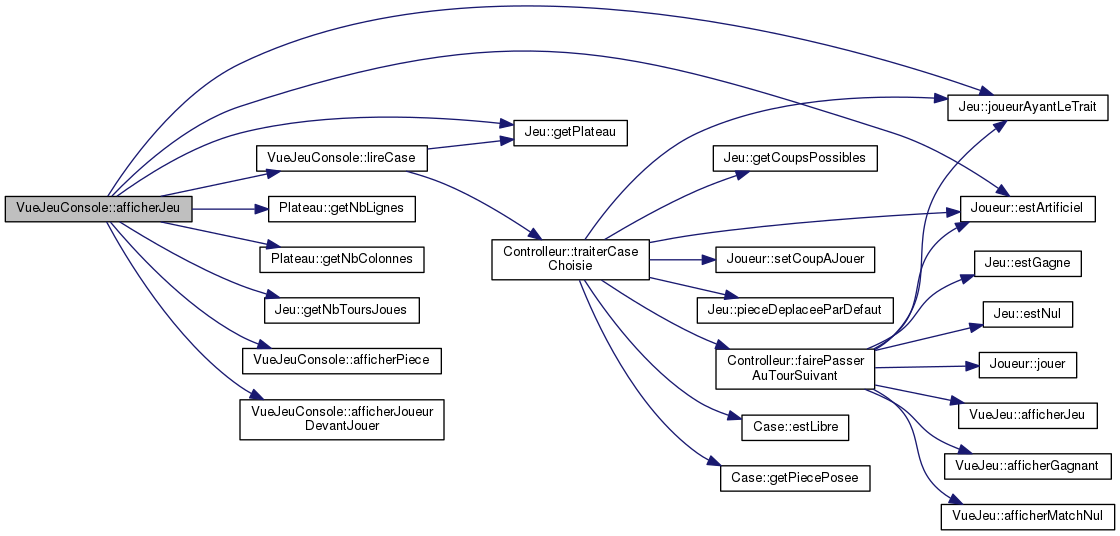 VueJeuConsole::afficherJeu
Jeu::getPlateau
VueJeuConsole::lireCase
Plateau::getNbLignes
Plateau::getNbColonnes
Jeu::getNbToursJoues
VueJeuConsole::afficherPiece
VueJeuConsole::afficherJoueur
DevantJouer
Controlleur::traiterCase
Choisie
Jeu::getCoupsPossibles
Joueur::setCoupAJouer
Jeu::pieceDeplaceeParDefaut
Controlleur::fairePasser
AuTourSuivant
Case::estLibre
Case::getPiecePosee
Jeu::joueurAyantLeTrait
Joueur::estArtificiel
Jeu::estGagne
Jeu::estNul
Joueur::jouer
VueJeu::afficherJeu
VueJeu::afficherGagnant
VueJeu::afficherMatchNul